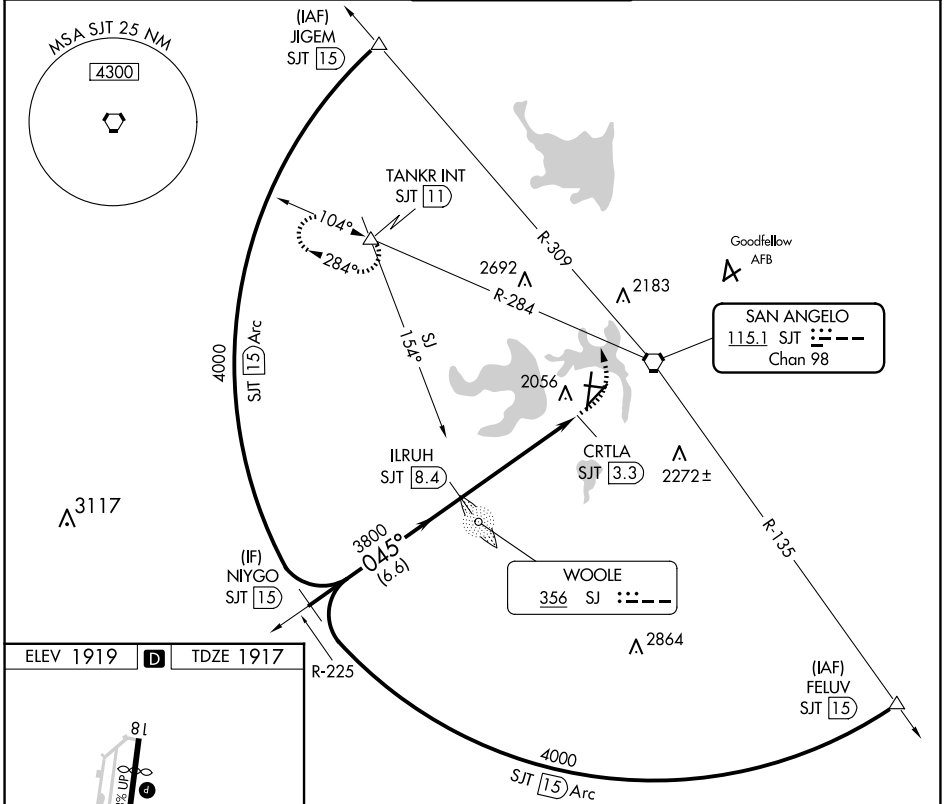 MSA SJT 25 NM
4300
(IAF)
JIGEM
SJT 15
TANKR INT
SJT 11
104°
284°
R-309
Goodfellow
AFB
2692
R-284
2183
SAN ANGELO
115.1 SJT
Chan 98
4000
SJT 15 Arc
SJ
154°
2056
ILRUH
SJT 8.4
CRTLA
SJT 3.3
2272±
3117
3800
045°
(6.6)
R-135
(IF)
NIYGO
SJT 15
WOOLE
356 SJ
R-225
2864
(IAF)
FELUV
SJT 15
4000
SJT 15 Arc
ELEV 1919 D TDZE 1917
18
% UP
P